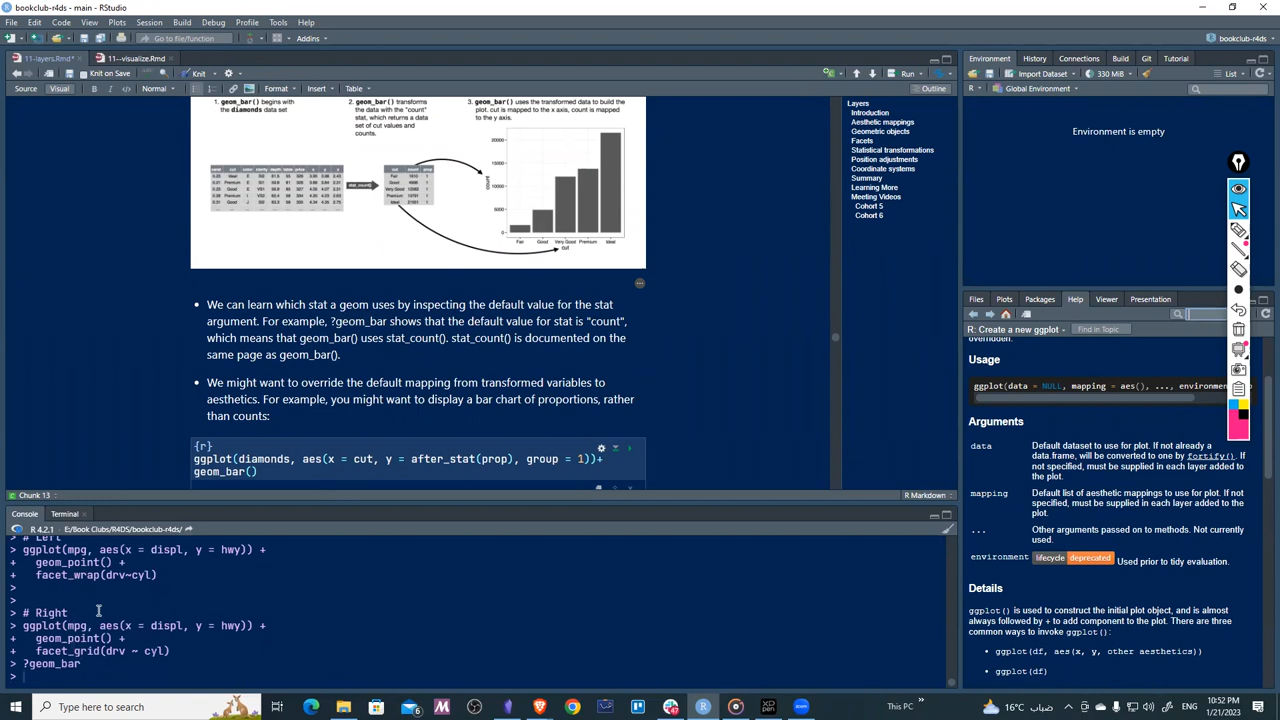 bookclub-r4ds - main - RStudio
File Edit Code View Plots Session Build Debug Profile Tools Help
Go to file/function
Addins
bookclub-r4ds
11-layers.Rmd*
11--visualize.Rmd
Knit on Save
Knit
Run
Source Visual
B I
Normal
Format
Insert
Table
Outline
1. geom_bar() begins with
the diamonds data set
2. geom_bar() transforms
the data with the "count"
stat, which returns a data
set of cut values and
counts.
3. geom_bar() uses the transformed data to build the
plot. cut is mapped to the x axis, count is mapped
to the y axis.
stat_count()
cut count prop
count
20000
15000
10000
5000
0
Fair Good Very Good Premium Ideal
cut
We can learn which stat a geom uses by inspecting the default value for the stat
argument. For example, ?geom_bar shows that the default value for stat is "count",
which means that geom_bar() uses stat_count(). stat_count() is documented on the
same page as geom_bar().
We might want to override the default mapping from transformed variables to
aesthetics. For example, you might want to display a bar chart of proportions, rather
than counts:
{r}
ggplot(diamonds, aes(x = cut, y = after_stat(prop), group = 1))+
geom_bar()
Chunk 13
R Markdown
Layers
Introduction
Aesthetic mappings
Geometric objects
Facets
Statistical transformations
Position adjustments
Coordinate systems
Summary
Learning More
Meeting Videos
Cohort 5
Cohort 6
Console Terminal
R 4.2.1 · E:/Book Clubs/R4DS/bookclub-r4ds/
> # Left
> ggplot(mpg, aes(x = displ, y = hwy)) +
+ geom_point() +
+ facet_wrap(drv~cyl)
>
>
> # Right
> ggplot(mpg, aes(x = displ, y = hwy)) +
+ geom_point() +
+ facet_grid(drv ~ cyl)
> ?geom_bar
>
Environment History Connections Build Git Tutorial
Import Dataset
330 MiB
List
R
Global Environment
Environment is empty
Files Plots Packages Help Viewer Presentation
R: Create a new ggplot
Find in Topic
overridden.
Usage
ggplot(data = NULL, mapping = aes(), ..., environment
Arguments
data
Default dataset to use for plot. If not already a
data.frame, will be converted to one by fortify(). If
not specified, must be supplied in each layer added to
the plot.
mapping
Default list of aesthetic mappings to use for plot. If not
specified, must be supplied in each layer added to the
plot.
...
Other arguments passed on to methods. Not currently
used.
environment
lifecycle deprecated Used prior to tidy evaluation.
Details
ggplot() is used to construct the initial plot object, and is almost
always followed by + to add component to the plot. There are three
common ways to invoke ggplot():
ggplot(df, aes(x, y, other aesthetics))
ggplot(df)
Type here to search
This PC
16°C
ENG
10:52 PM
1/21/2023